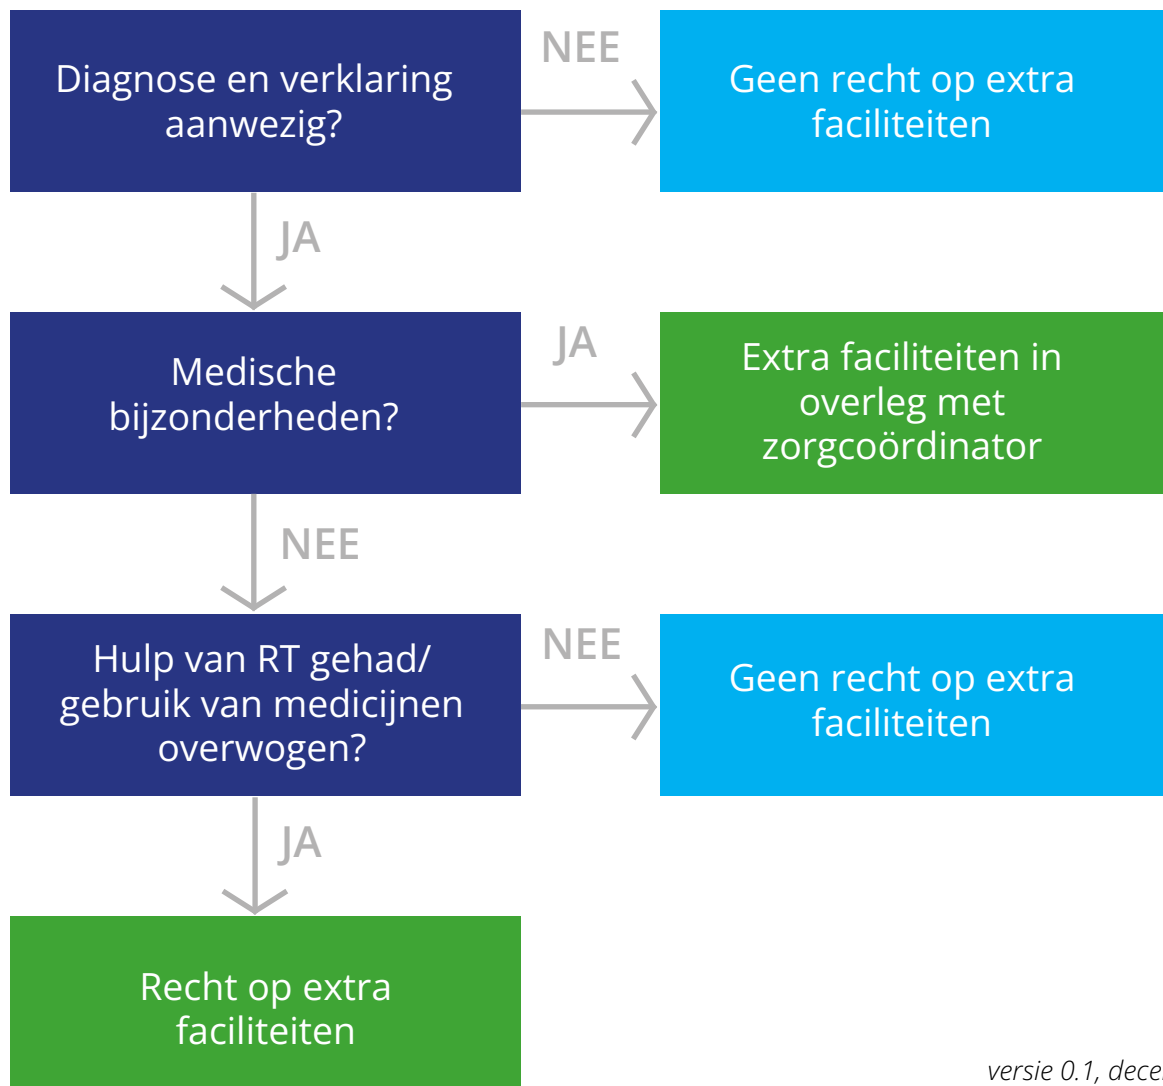 Diagnose en verklaring
aanwezig?
NEE
Geen recht op extra
faciliteiten
JA
Medische
bijzonderheden?
JA
Extra faciliteiten in
overleg met
zorgcoördinator
NEE
Hulp van RT gehad/
gebruik van medicijnen
overwogen?
NEE
Geen recht op extra
faciliteiten
JA
Recht op extra
faciliteiten
versie 0.1,